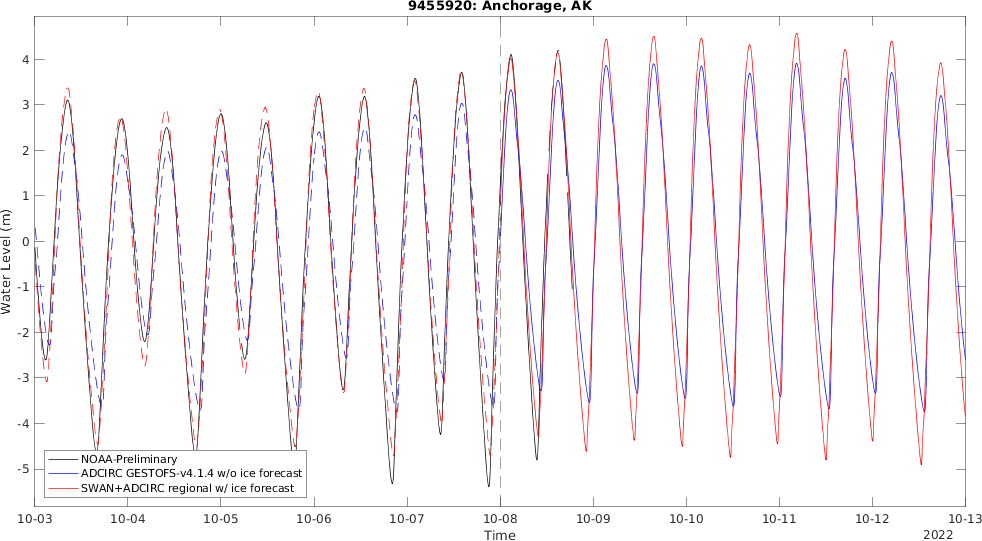 9455920: Anchorage, AK
Water Level (m)
4
3
2
1
0
-1
-2
-3
-4
-5
NOAA-Preliminary
ADCIRC GESTOFS-v4.1.4 w/o ice forecast
SWAN+ADCIRC regional w/ ice forecast
10-03 10-04 10-05 10-06 10-07 10-08 10-09 10-10 10-11 10-12 10-13
Time
2022